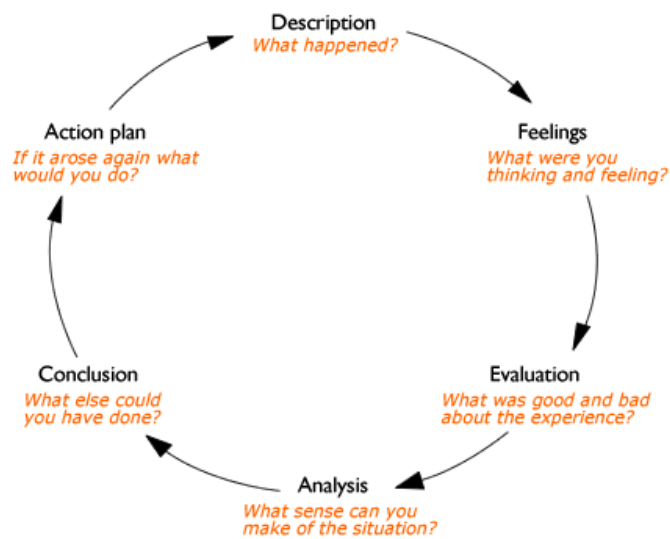 Description
What happened?
Feelings
What were you
thinking and feeling?
Evaluation
What was good and bad
about the experience?
Analysis
What sense can you
make of the situation?
Conclusion
What else could
you have done?
Action plan
If it arose again what
would you do?